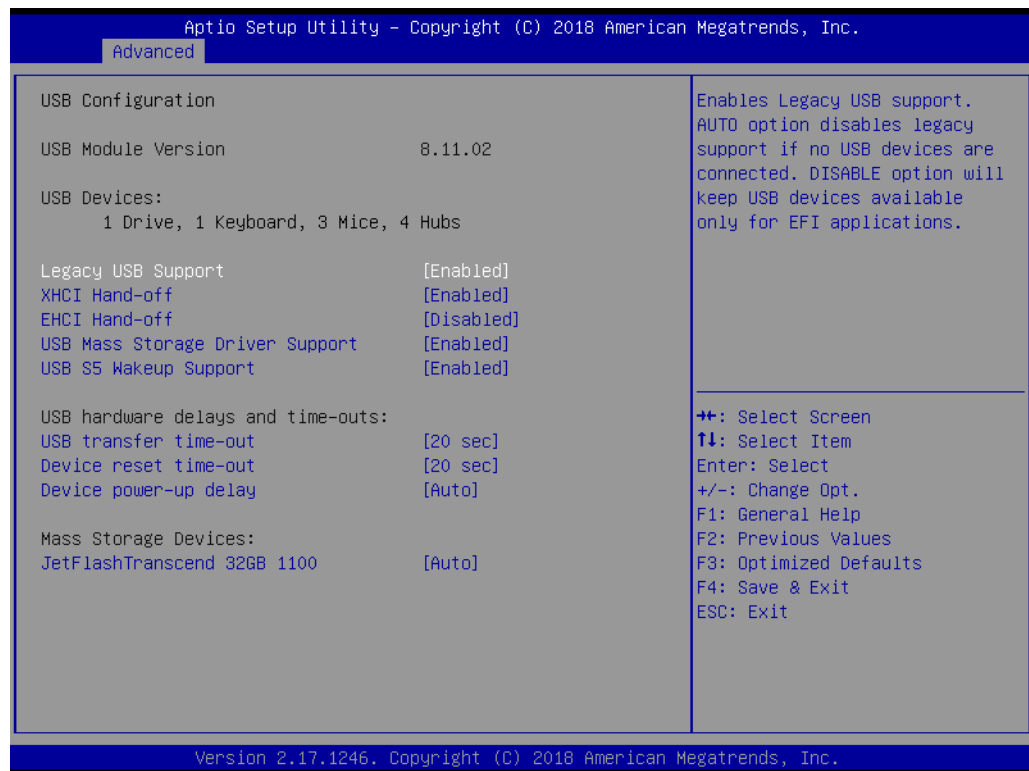 Aptio Setup Utility – Copyright (C) 2018 American Megatrends, Inc.
Advanced
USB Configuration
USB Module Version 8.11.02
USB Devices:
1 Drive, 1 Keyboard, 3 Mice, 4 Hubs
Legacy USB Support [Enabled]
XHCI Hand-off [Enabled]
EHCI Hand-off [Disabled]
USB Mass Storage Driver Support [Enabled]
USB S5 Wakeup Support [Enabled]
USB hardware delays and time-outs:
USB transfer time-out [20 sec]
Device reset time-out [20 sec]
Device power-up delay [Auto]
Mass Storage Devices:
JetFlashTranscend 32GB 1100 [Auto]
Enables Legacy USB support.
AUTO option disables legacy
support if no USB devices are
connected. DISABLE option will
keep USB devices available
only for EFI applications.
→←: Select Screen
↑↓: Select Item
Enter: Select
+/-: Change Opt.
F1: General Help
F2: Previous Values
F3: Optimized Defaults
F4: Save & Exit
ESC: Exit
Version 2.17.1246. Copyright (C) 2018 American Megatrends, Inc.